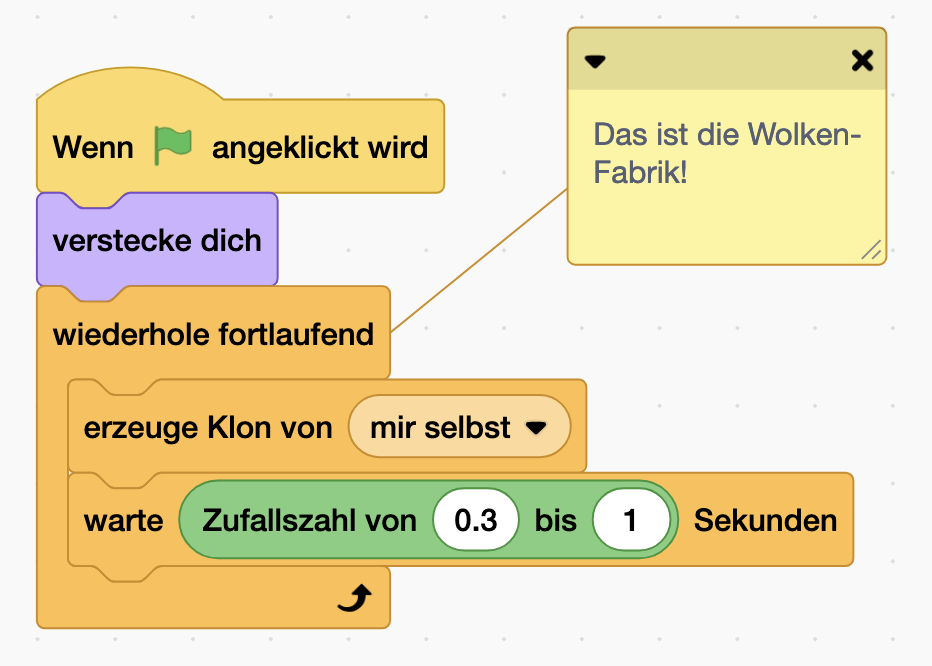 Wenn angeklickt wird
verstecke dich
wiederhole fortlaufend
erzeuge Klon von mir selbst
warte Zufallszahl von 0.3 bis 1 Sekunden
Das ist die Wolken-
Fabrik!